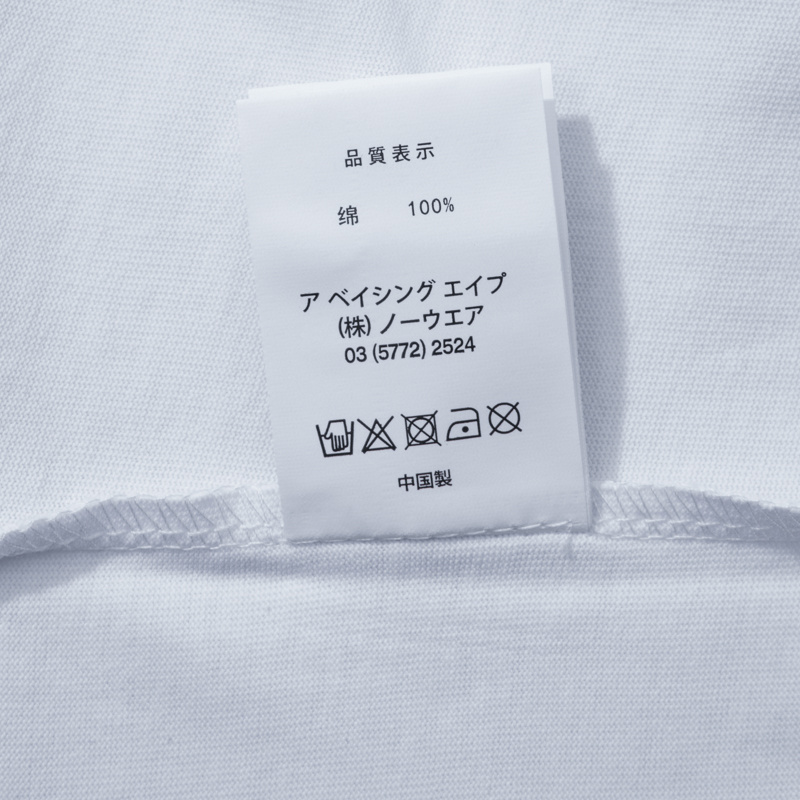 品質表示
绵 100%
ア ベイシング エイプ
(株) ノーウエア
03 (5772) 2524
中国製